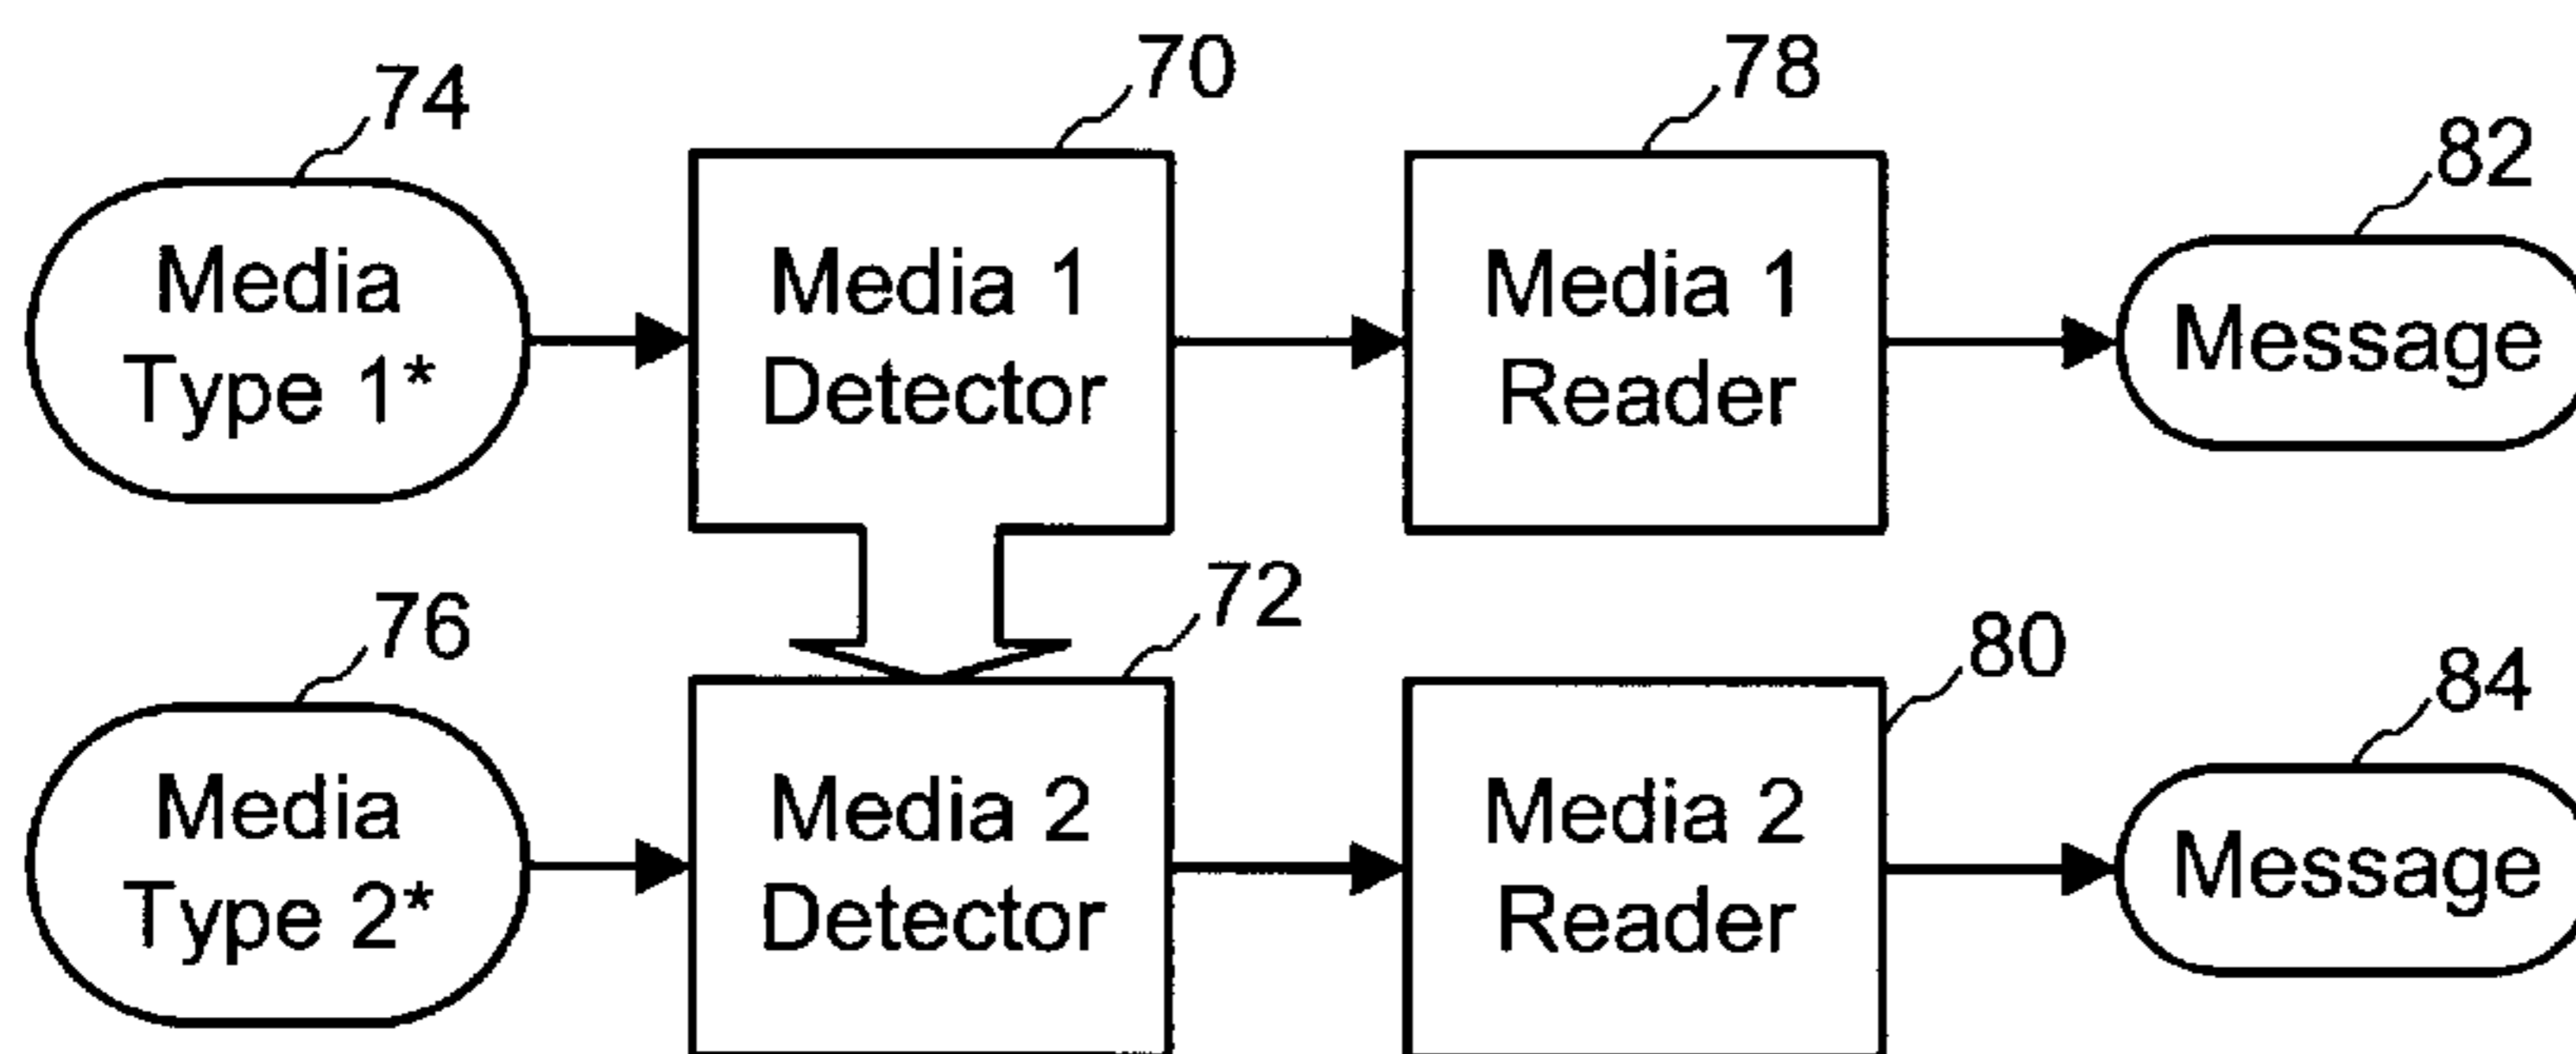 74
70
78
82
Media
Type 1*
Media 1
Detector
Media 1
Reader
Message
76
72
80
84
Media
Type 2*
Media 2
Detector
Media 2
Reader
Message